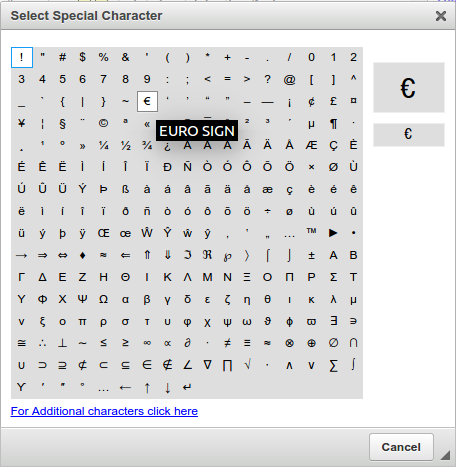 Select Special Character
! " # $ % & ' ( ) * + - . / 0 1 2
3 4 5 6 7 8 9 : ; < = > ? @ [ ] ^
_ ` { | } ~ € ‘ ’ “ ” – — ¡ ¢ £ ¤
¥ ¦ § ¨ © ª « ² ³ ´ µ ¶ ·
EURO SIGN
¸ ¹ º » ¼ ½ ¾ ¿ À Á Â Ã Ä Å Æ Ç È
É Ê Ë Ì Í Î Ï Ð Ñ Ò Ó Ô Õ Ö × Ø Ù
Ú Û Ü Ý Þ ß à á â ã ä å æ ç è é ê
ë ì í î ï ð ñ ò ó ô õ ö ÷ ø ù ú û
ü ý þ ÿ Œ œ Ŵ Ŷ ŵ ŷ ‚ ‛ „ … ™ ► •
→ ⇒ ⇔ ♦ ≈ ⇐ ⇑ ⇓ ℑ ℜ ℘ 〉 ⌠ ⌡ ± Α Β
Γ Δ Ε Ζ Η Θ Ι Κ Λ Μ Ν Ξ Ο Π Ρ Σ Τ
Υ Φ Χ Ψ Ω α β γ δ ε ζ η θ ι κ λ μ
ν ξ ο π ρ σ τ υ φ χ ψ ω ϑ ϕ ϖ ∃ ∍
≅ ∴ ⊥ ∼ ≤ ≥ ∞ ∝ ∂ ⋅ ≠ ≡ ≈ ⊗ ⊕ ∅ ∩
∪ ⊃ ⊇ ⊄ ⊂ ⊆ ∈ ∉ ∠ ∇ ∏ √ ⋅ ∧ ∨ ∑ ∫
ϒ ′ ″ ° … ← ↑ ↓ ↵
€
€
For Additional characters click here
Cancel